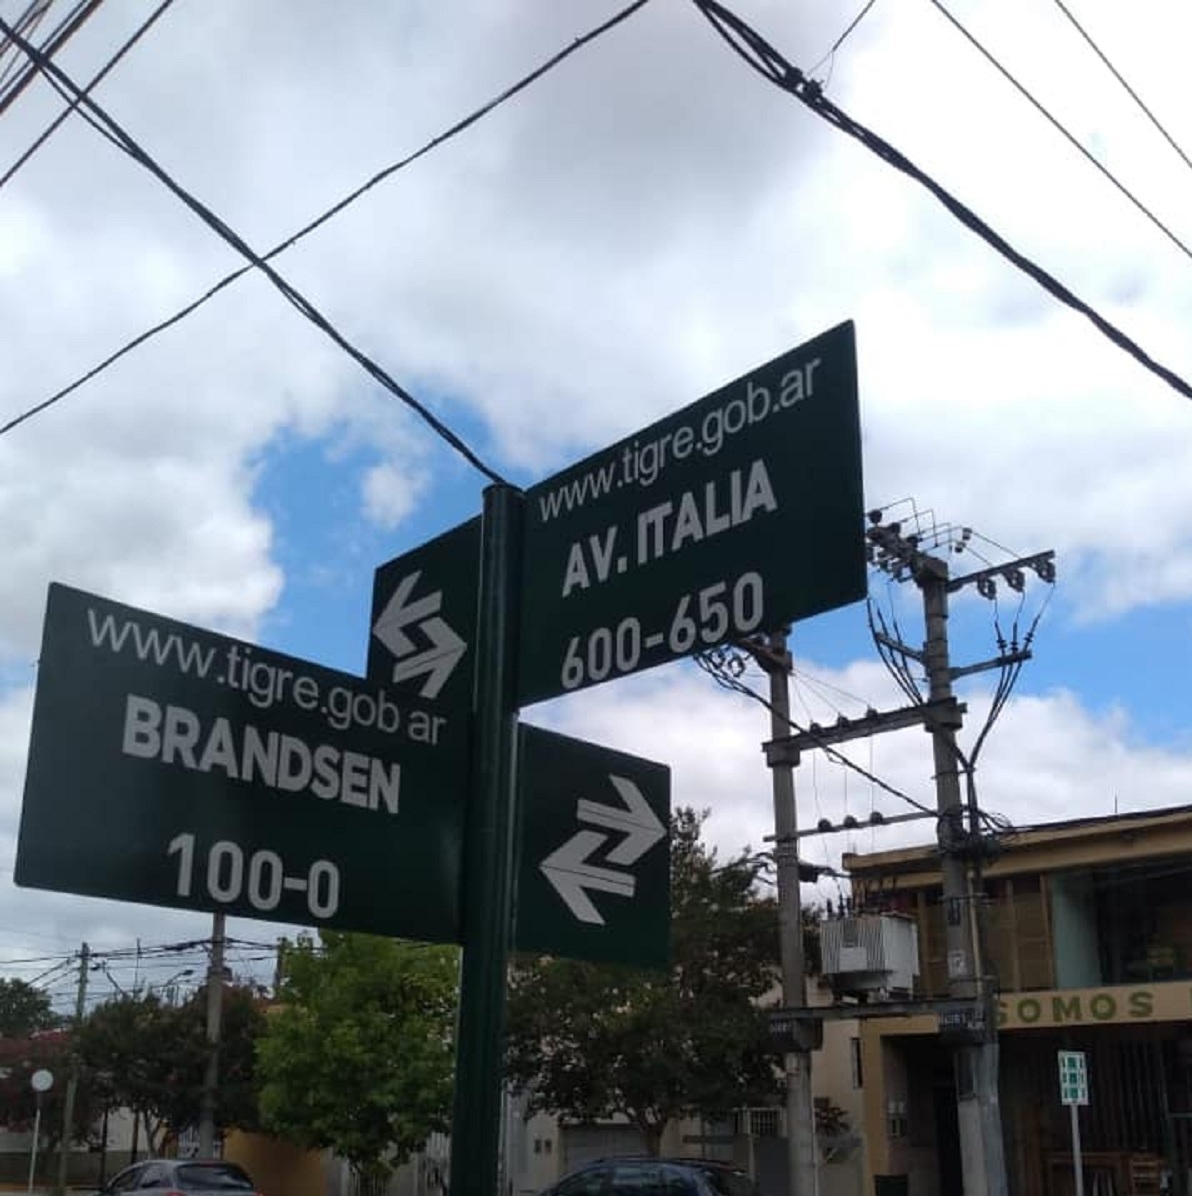 www.tigre.gob.ar
AV. ITALIA
600-650
www.tigre.gob ar
BRANDSEN
100-0
SOMOS